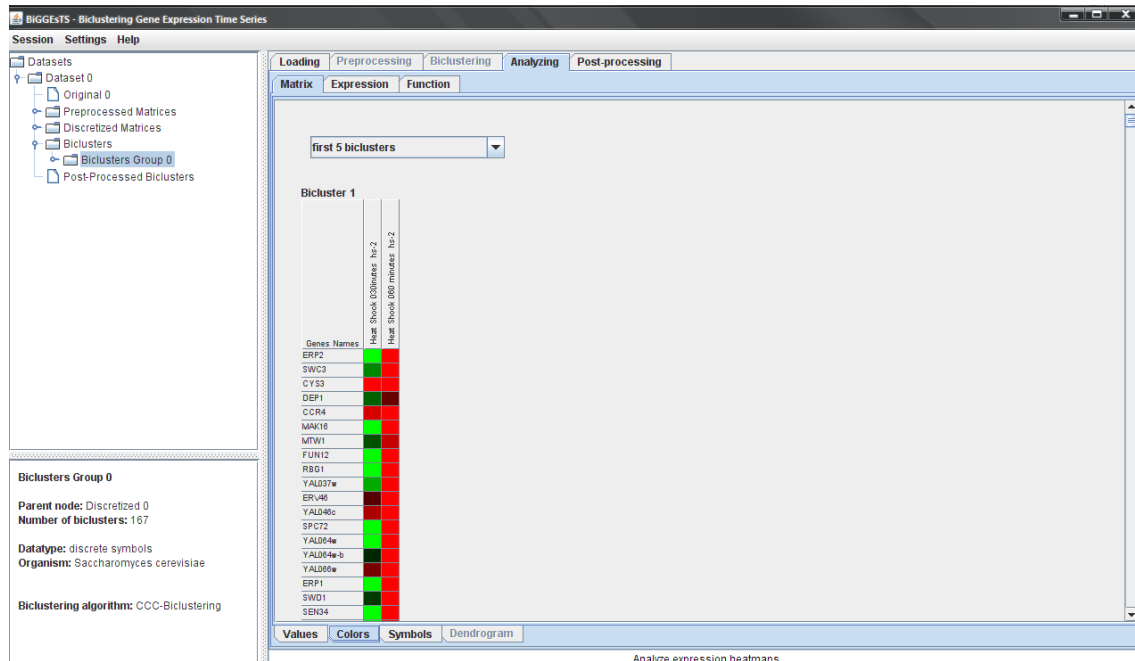 BiGGEsTS - Biclustering Gene Expression Time Series
Session Settings Help
Datasets
Dataset 0
Original 0
Preprocessed Matrices
Discretized Matrices
Biclusters
Biclusters Group 0
Post-Processed Biclusters
Biclusters Group 0
Parent node: Discretized 0
Number of biclusters: 167
Datatype: discrete symbols
Organism: Saccharomyces cerevisiae
Biclustering algorithm: CCC-Biclustering
Loading Preprocessing Biclustering Analyzing Post-processing
Matrix Expression Function
first 5 biclusters
Bicluster 1
Heat Shock 030inutes hs-2
Heat Shock 060 minutes hs-2
Genes Names
ERP2
SWC3
CYS3
DEP1
CCR4
MAK16
MTW1
FUN12
RBG1
YAL037w
ERV46
YAL046c
SPC72
YAL064w
YAL064w-b
YAL066w
ERP1
SWD1
SEN34
Values Colors Symbols Dendrogram
Analyze expression heatmaps